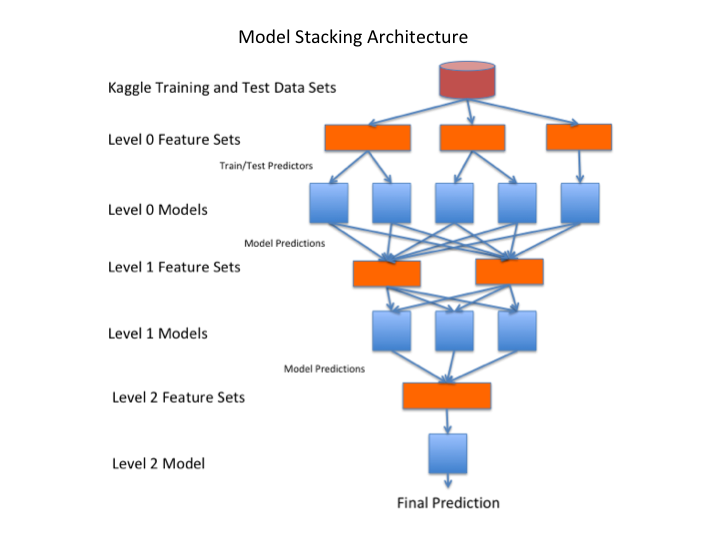 Model Stacking Architecture
Kaggle Training and Test Data Sets
Level 0 Feature Sets
Train/Test Predictors
Level 0 Models
Model Predictions
Level 1 Feature Sets
Level 1 Models
Model Predictions
Level 2 Feature Sets
Level 2 Model
Final Prediction